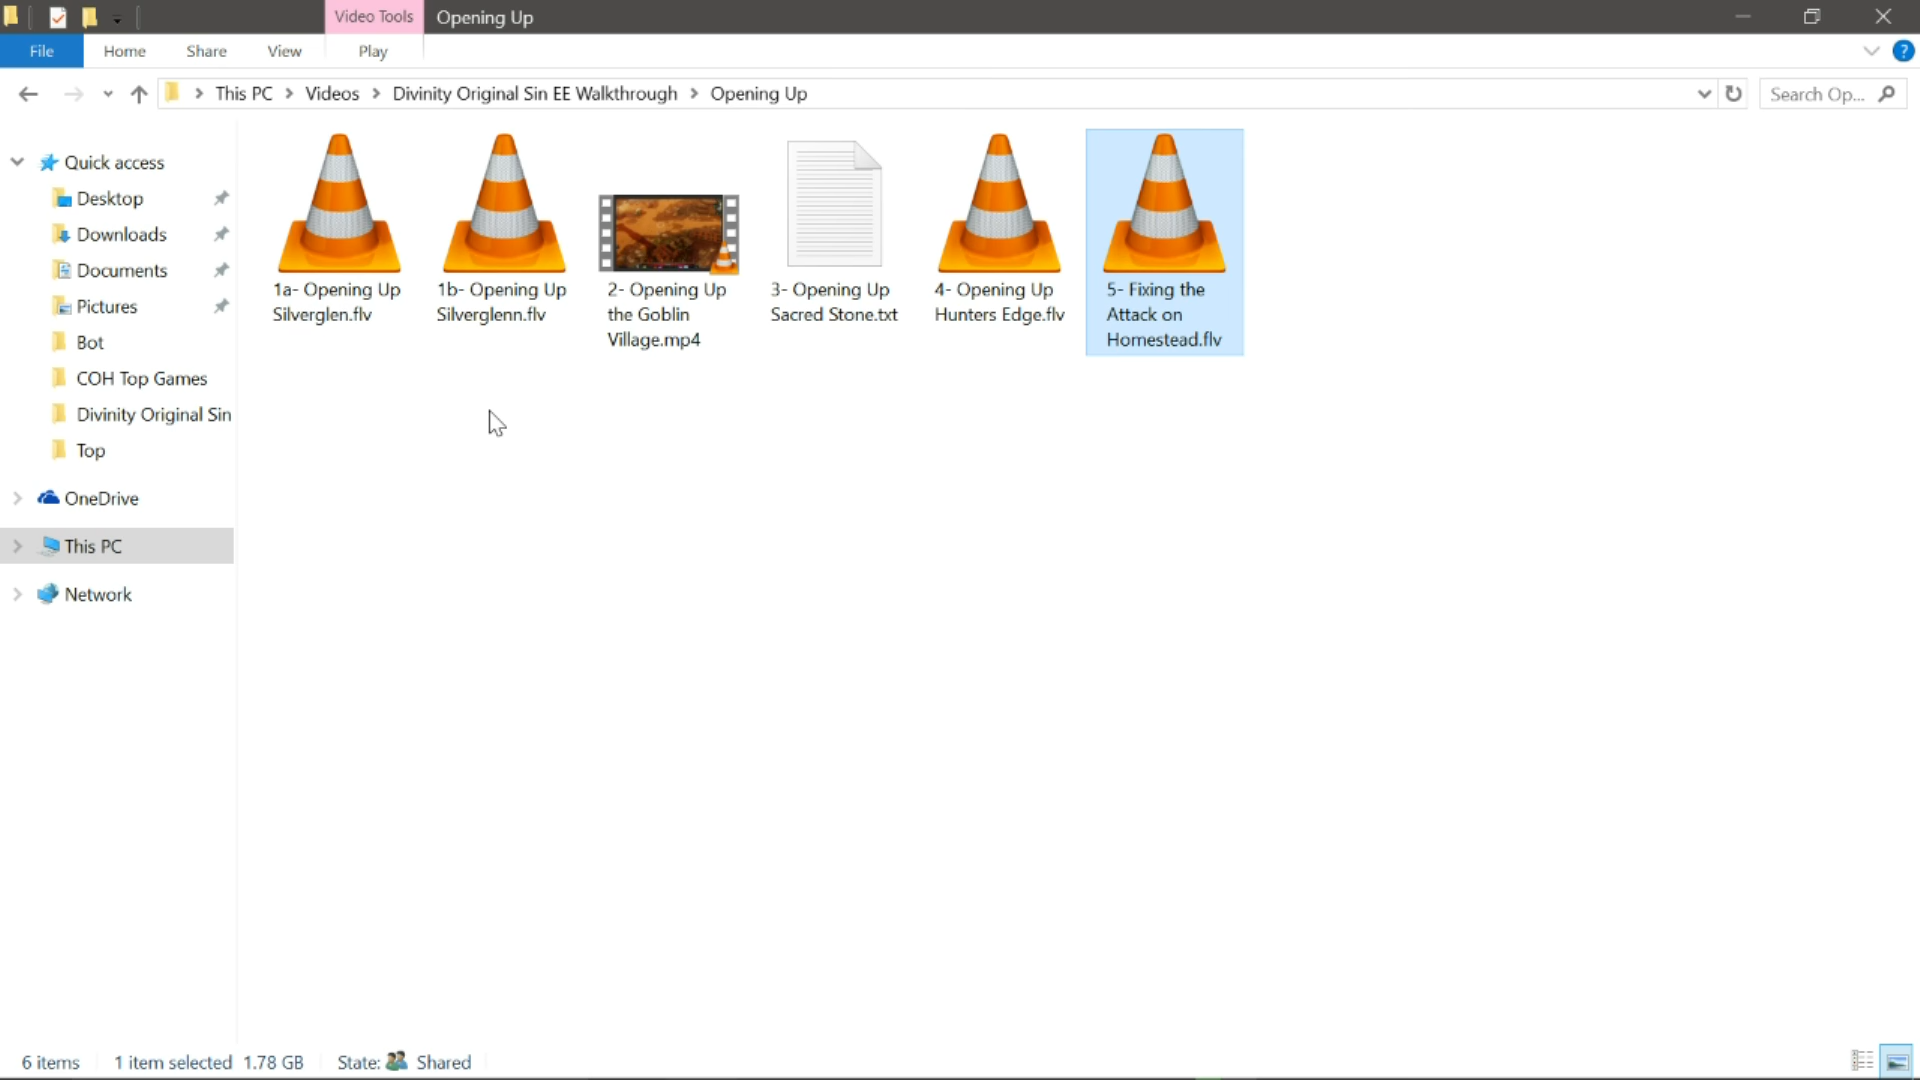 Video Tools
Opening Up
File
Home
Share
View
Play
This PC
Videos
Divinity Original Sin EE Walkthrough
Opening Up
Search Op...
?
Quick access
Desktop
Downloads
Documents
Pictures
Bot
COH Top Games
Divinity Original Sin
Top
OneDrive
This PC
Network
1a- Opening Up
Silverglen.flv
1b- Opening Up
Silverglenn.flv
2- Opening Up
the Goblin
Village.mp4
3- Opening Up
Sacred Stone.txt
4- Opening Up
Hunters Edge.flv
5- Fixing the
Attack on
Homestead.flv
6 items
1 item selected 1.78 GB
State: Shared